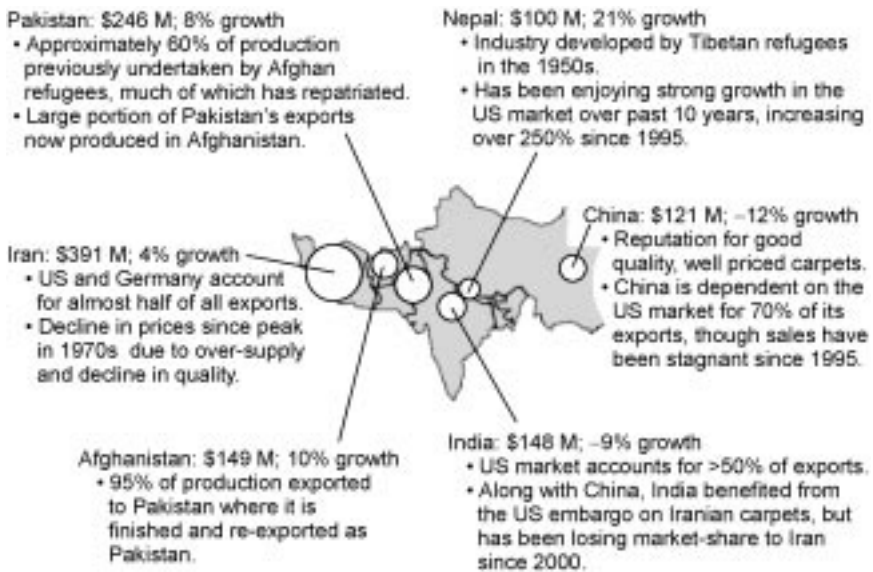 Pakistan: $246 M; 8% growth
• Approximately 60% of production
previously undertaken by Afghan
refugees, much of which has repatriated.
• Large portion of Pakistan's exports
now produced in Afghanistan.
Nepal: $100 M; 21% growth
• Industry developed by Tibetan refugees
in the 1950s.
• Has been enjoying strong growth in the
US market over past 10 years, increasing
over 250% since 1995.
Iran: $391 M; 4% growth
• US and Germany account
for almost half of all exports.
• Decline in prices since peak
in 1970s due to over-supply
and decline in quality.
China: $121 M; –12% growth
• Reputation for good
quality, well priced carpets.
• China is dependent on the
US market for 70% of its
exports, though sales have
been stagnant since 1995.
Afghanistan: $149 M; 10% growth
• 95% of production exported
to Pakistan where it is
finished and re-exported as
Pakistan.
India: $148 M; –9% growth
• US market accounts for >50% of exports.
• Along with China, India benefited from
the US embargo on Iranian carpets, but
has been losing market-share to Iran
since 2000.